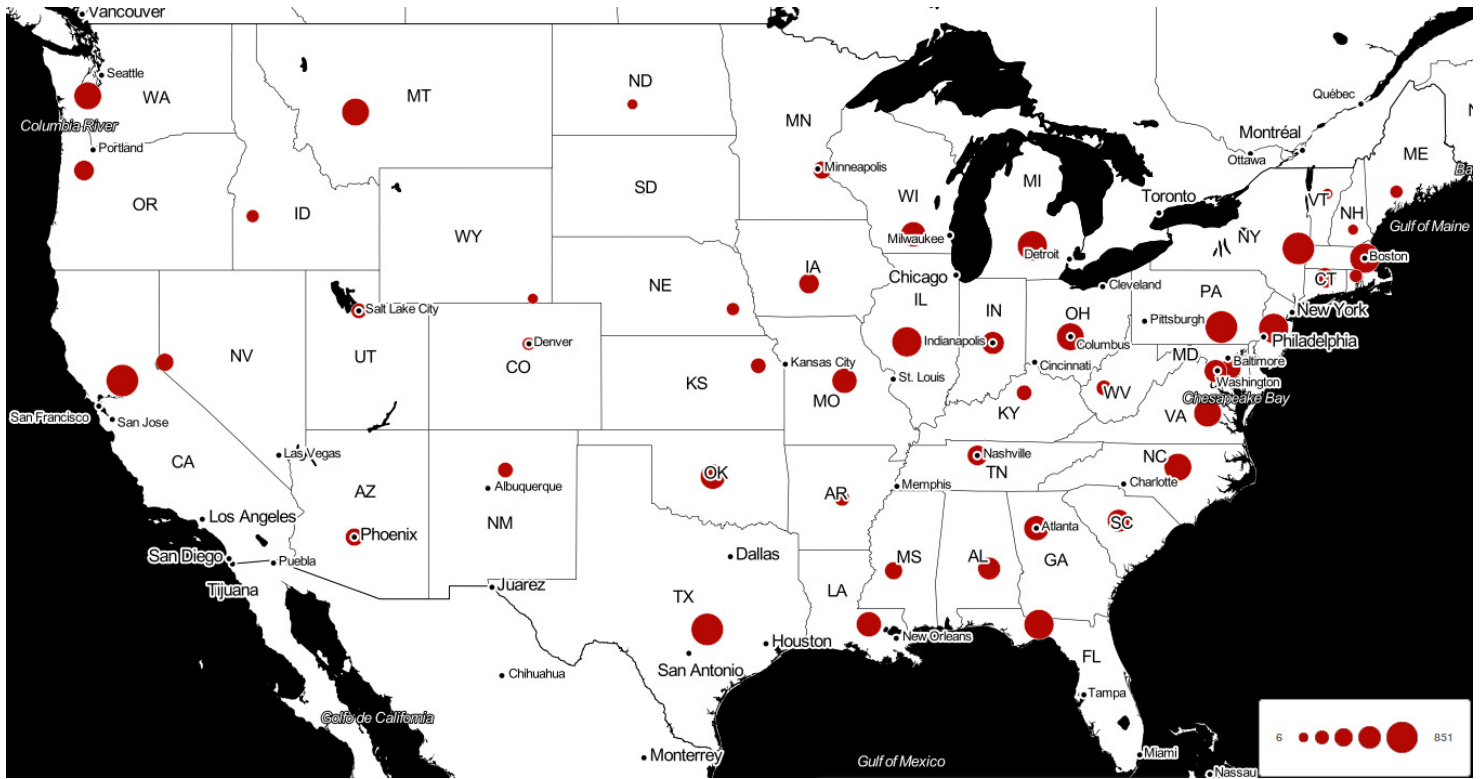 Vancouver
Seattle
WA
MT
ND
MN
Québec
Columbia River
Montréal
Ottawa
ME
Portland
Minneapolis
OR
ID
SD
WI
MI
Toronto
VT
NH
Gulf of Maine
Ba
N
WY
Milwaukee
Detroit
NY
Boston
Chicago
Cleveland
CT
NE
IA
IL
PA
New York
Salt Lake City
NV
UT
Denver
CO
IN
Indianapolis
OH
Columbus
Pittsburgh
Philadelphia
MD
Baltimore
Washington
Kansas City
KS
MO
St. Louis
Cincinnati
WV
Chesapeake Bay
San Francisco
San Jose
KY
VA
CA
Las Vegas
Nashville
TN
NC
Charlotte
AZ
Albuquerque
NM
OK
AR
Memphis
Los Angeles
Phoenix
Atlanta
GA
SC
San Diego
Tijuana
Puebla
Juarez
Dallas
MS
AL
LA
TX
Houston
San Antonio
New Orleans
FL
Chihuahua
Tampa
Golfo de California
Monterrey
Gulf of Mexico
Miami
Nassau
6
851